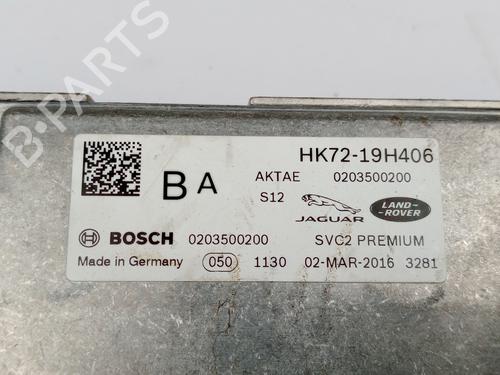 HK72-19H406
BA
AKTAE 0203500200
S12
JAGUAR
LAND-
ROVER
BOSCH 0203500200 SVC2 PREMIUM
Made in Germany 050 1130 02-MAR-2016 3281
B-PARTS